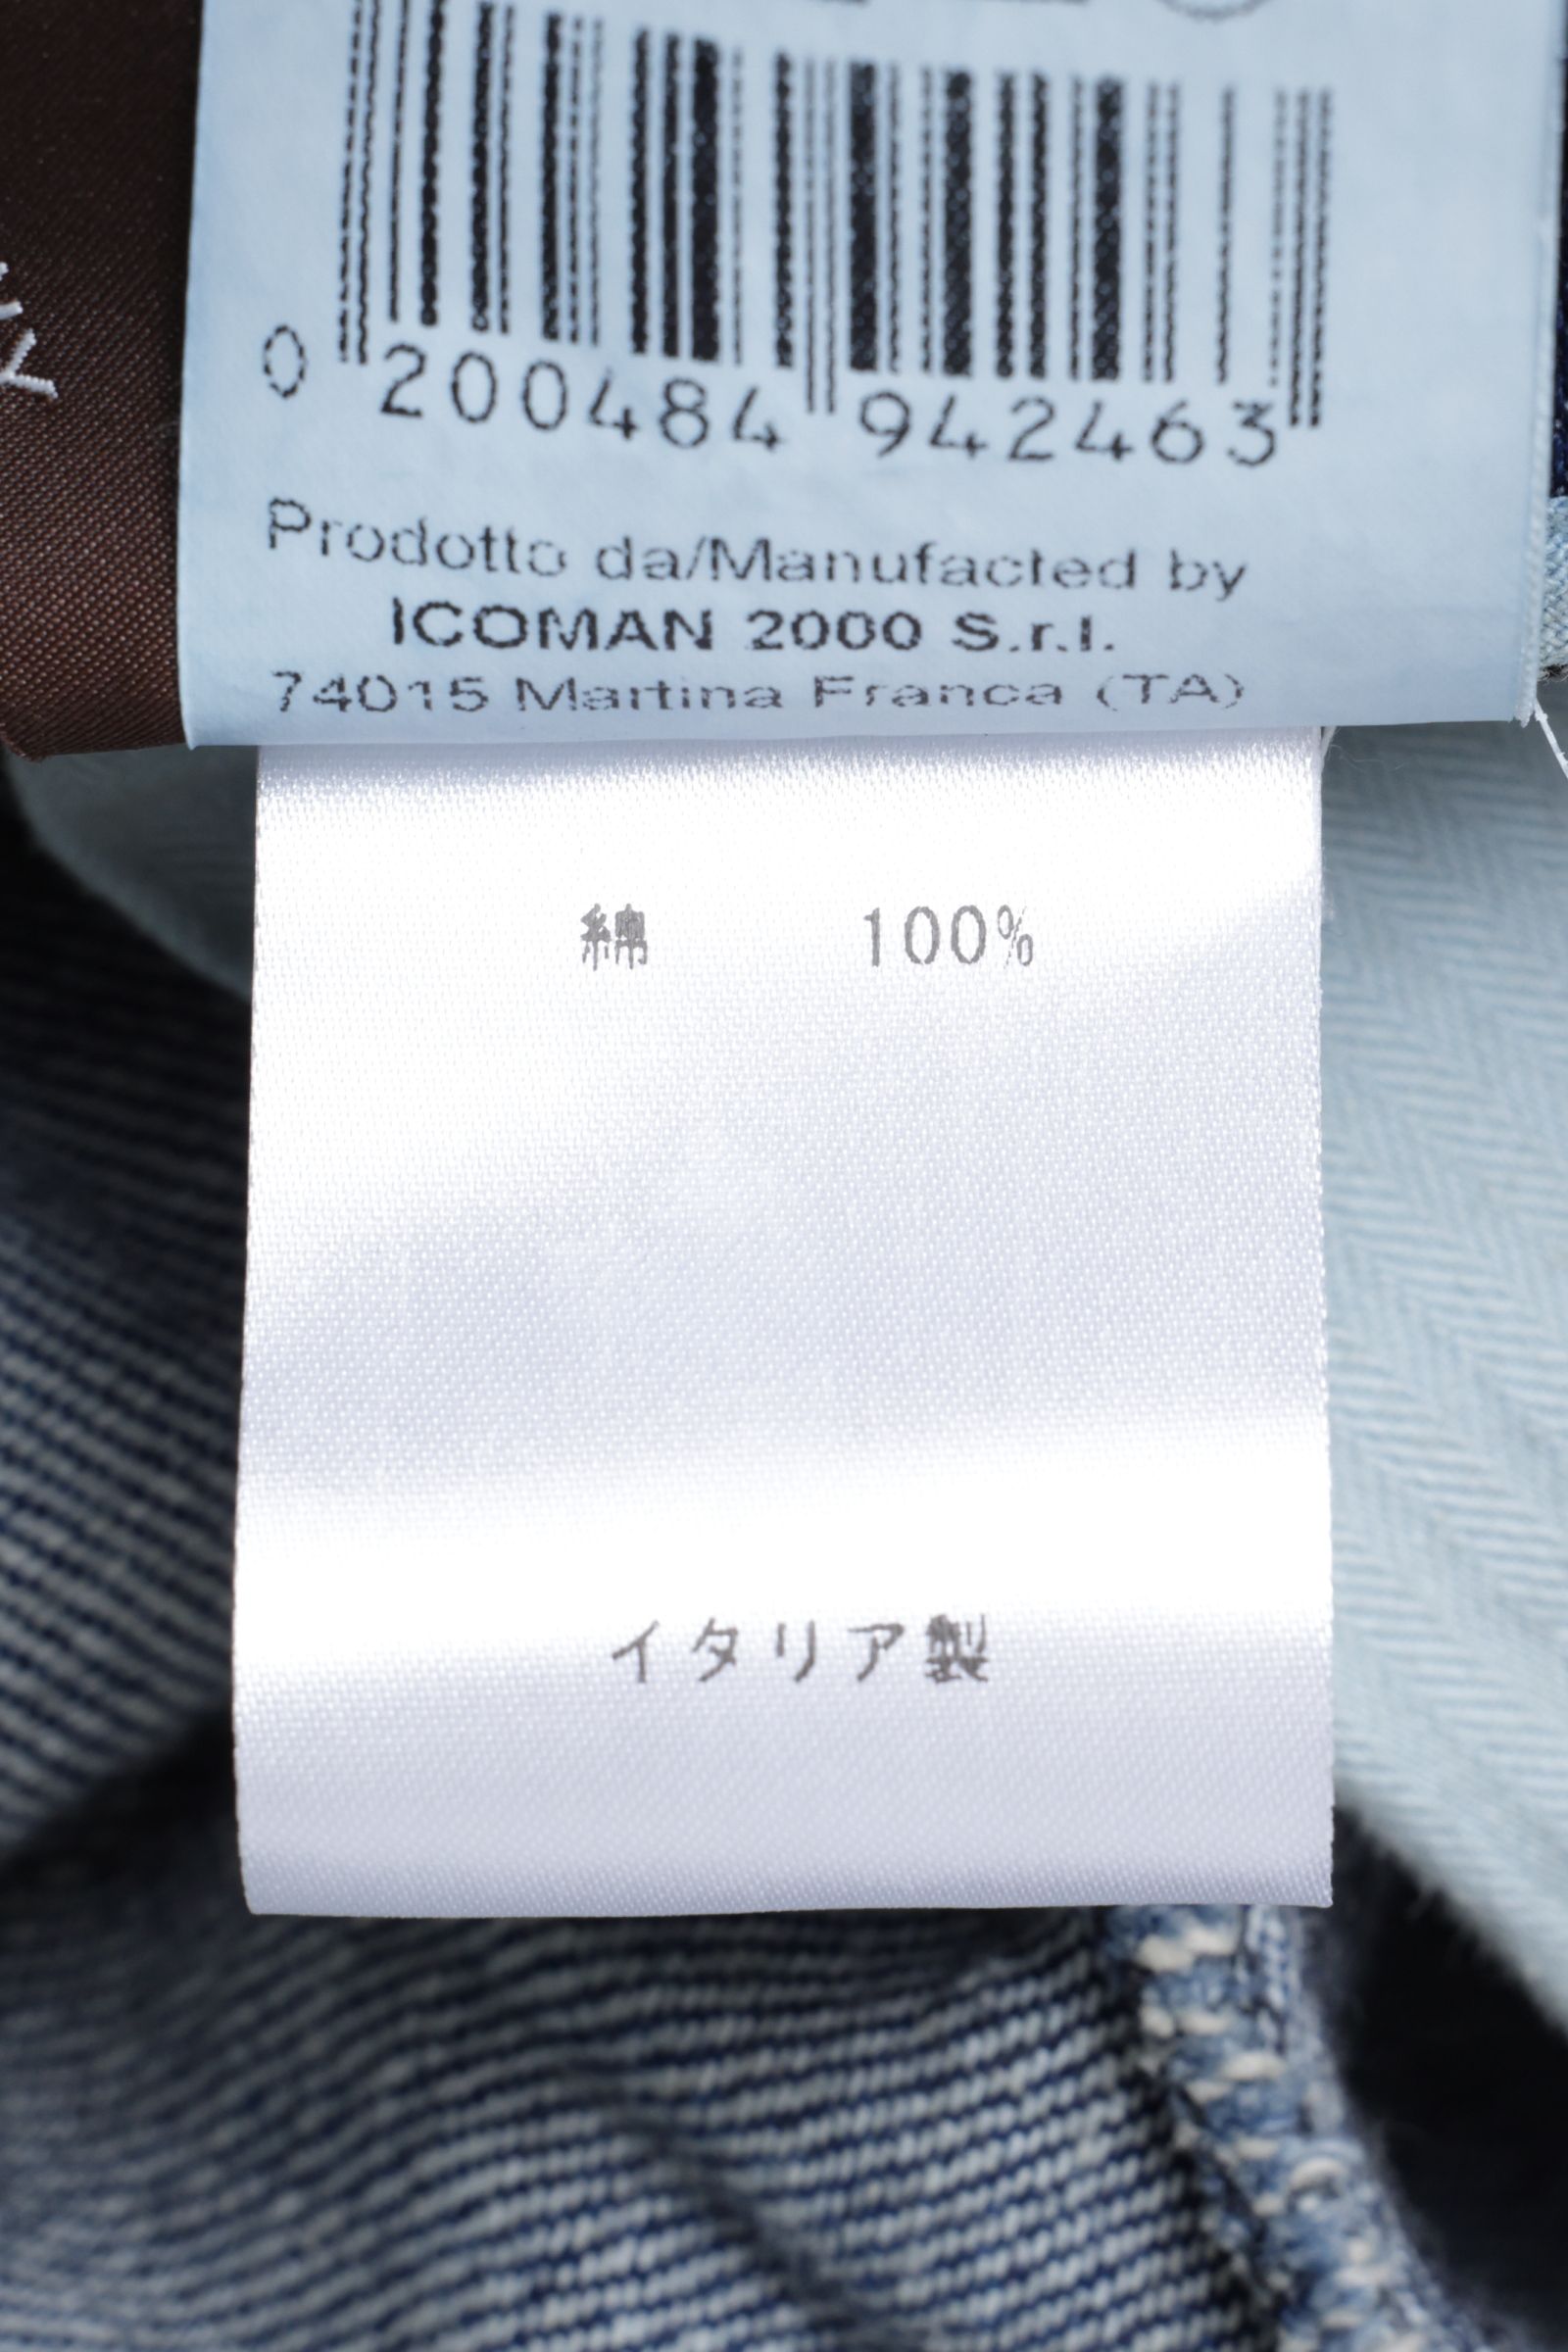 0 200484 942463
Prodotto da/Manufacted by
ICOMAN 2000 S.r.l.
74015 Martina Franca (TA)
綿 100%
イタリア製